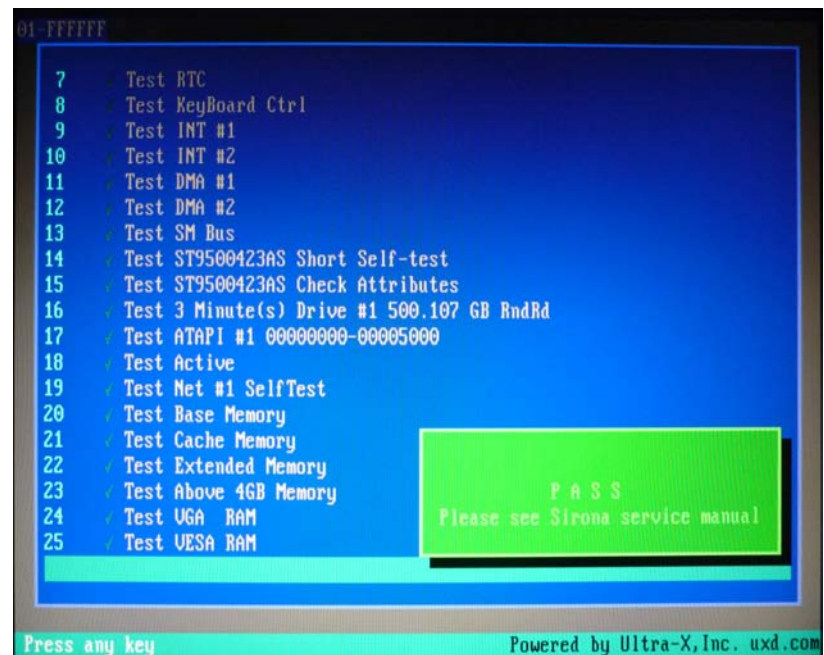 01-FFFFFF
7 √ Test RTC
8 √ Test KeyBoard Ctrl
9 √ Test INT #1
10 √ Test INT #2
11 √ Test DMA #1
12 √ Test DMA #2
13 √ Test SM Bus
14 √ Test ST9500423AS Short Self-test
15 √ Test ST9500423AS Check Attributes
16 √ Test 3 Minute(s) Drive #1 500.107 GB RndRd
17 √ Test ATAPI #1 00000000-00005000
18 √ Test Active
19 √ Test Net #1 SelfTest
20 √ Test Base Memory
21 √ Test Cache Memory
22 √ Test Extended Memory
23 √ Test Above 4GB Memory
24 √ Test VGA RAM
25 √ Test VESA RAM
P A S S
Please see Sirona service manual
Press any key
Powered by Ultra-X,Inc. uxd.com